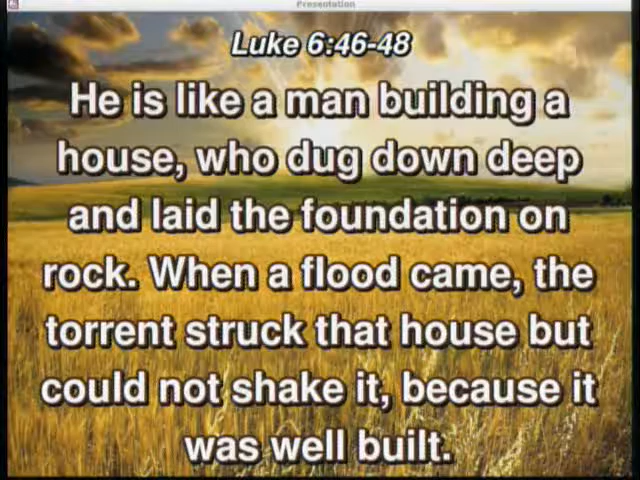 Presentation
Luke 6:46-48
He is like a man building a
house, who dug down deep
and laid the foundation on
rock. When a flood came, the
torrent struck that house but
could not shake it, because it
was well built.